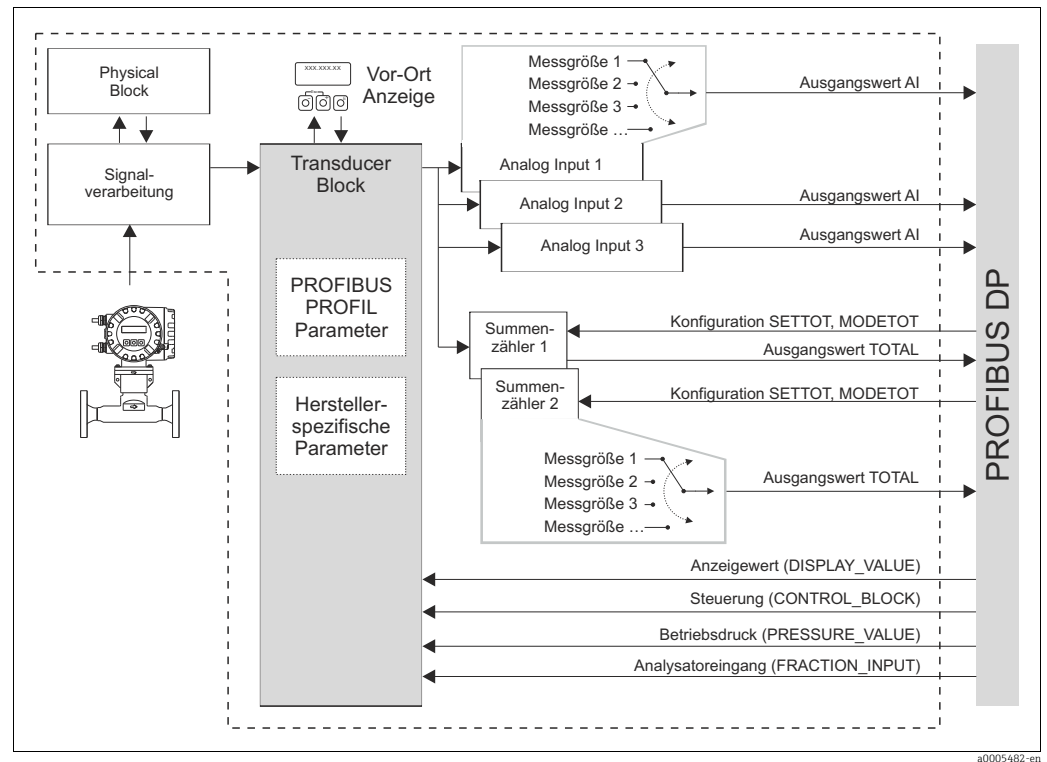 Physical
Block
Signal-
verarbeitung
xxx.xxx.xx
Vor-Ort
Anzeige
Transducer
Block
PROFIBUS
PROFIL
Parameter
Hersteller-
spezifische
Parameter
Messgröße 1
Messgröße 2
Messgröße 3
Messgröße …
Analog Input 1
Analog Input 2
Analog Input 3
Ausgangswert AI
Ausgangswert AI
Ausgangswert AI
Summen-
zähler 1
Konfiguration SETTOT, MODETOT
Ausgangswert TOTAL
Summen-
zähler 2
Konfiguration SETTOT, MODETOT
Messgröße 1
Messgröße 2
Messgröße 3
Messgröße …
Ausgangswert TOTAL
Anzeigewert (DISPLAY_VALUE)
Steuerung (CONTROL_BLOCK)
Betriebsdruck (PRESSURE_VALUE)
Analysatoreingang (FRACTION_INPUT)
PROFIBUS DP
a0005482-en